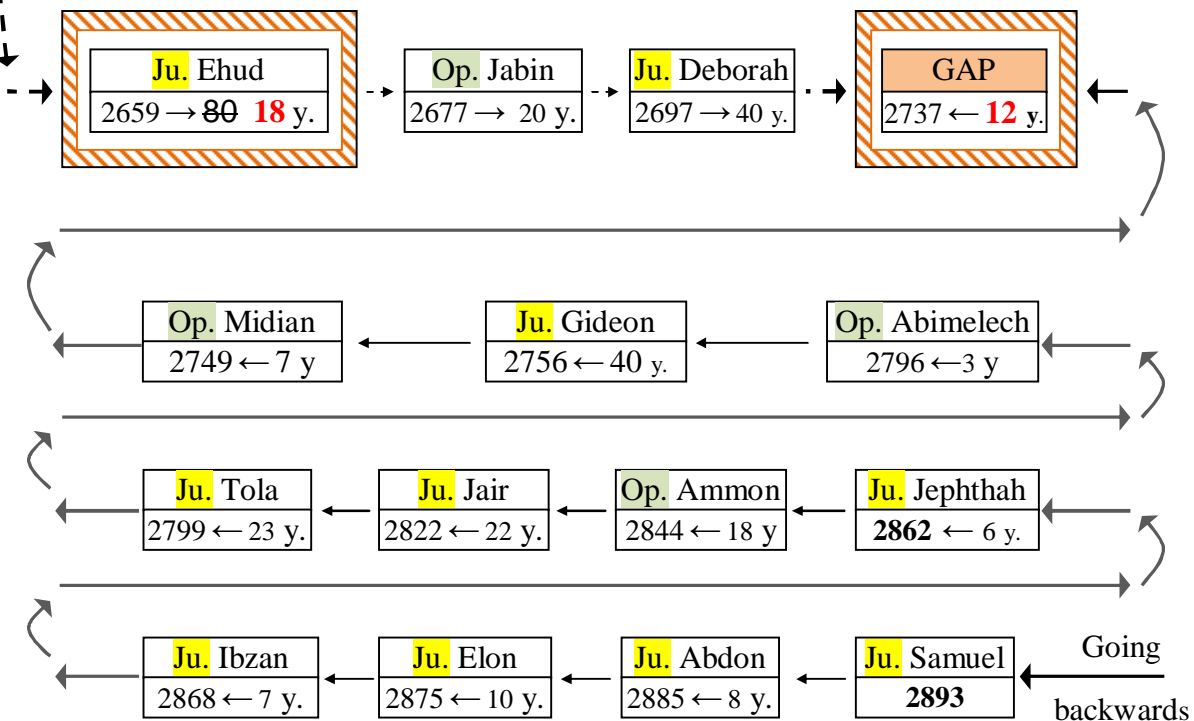 Ju. Ehud
2659 → 80 18 y.
Op. Jabin
2677 → 20 y.
Ju. Deborah
2697 → 40 y.
GAP
2737 ← 12 y.
Op. Midian
2749 ← 7 y
Ju. Gideon
2756 ← 40 y.
Op. Abimelech
2796 ← 3 y
Ju. Tola
2799 ← 23 y.
Ju. Jair
2822 ← 22 y.
Op. Ammon
2844 ← 18 y
Ju. Jephthah
2862 ← 6 y.
Ju. Ibzan
2868 ← 7 y.
Ju. Elon
2875 ← 10 y.
Ju. Abdon
2885 ← 8 y.
Ju. Samuel
2893
Going
backwards